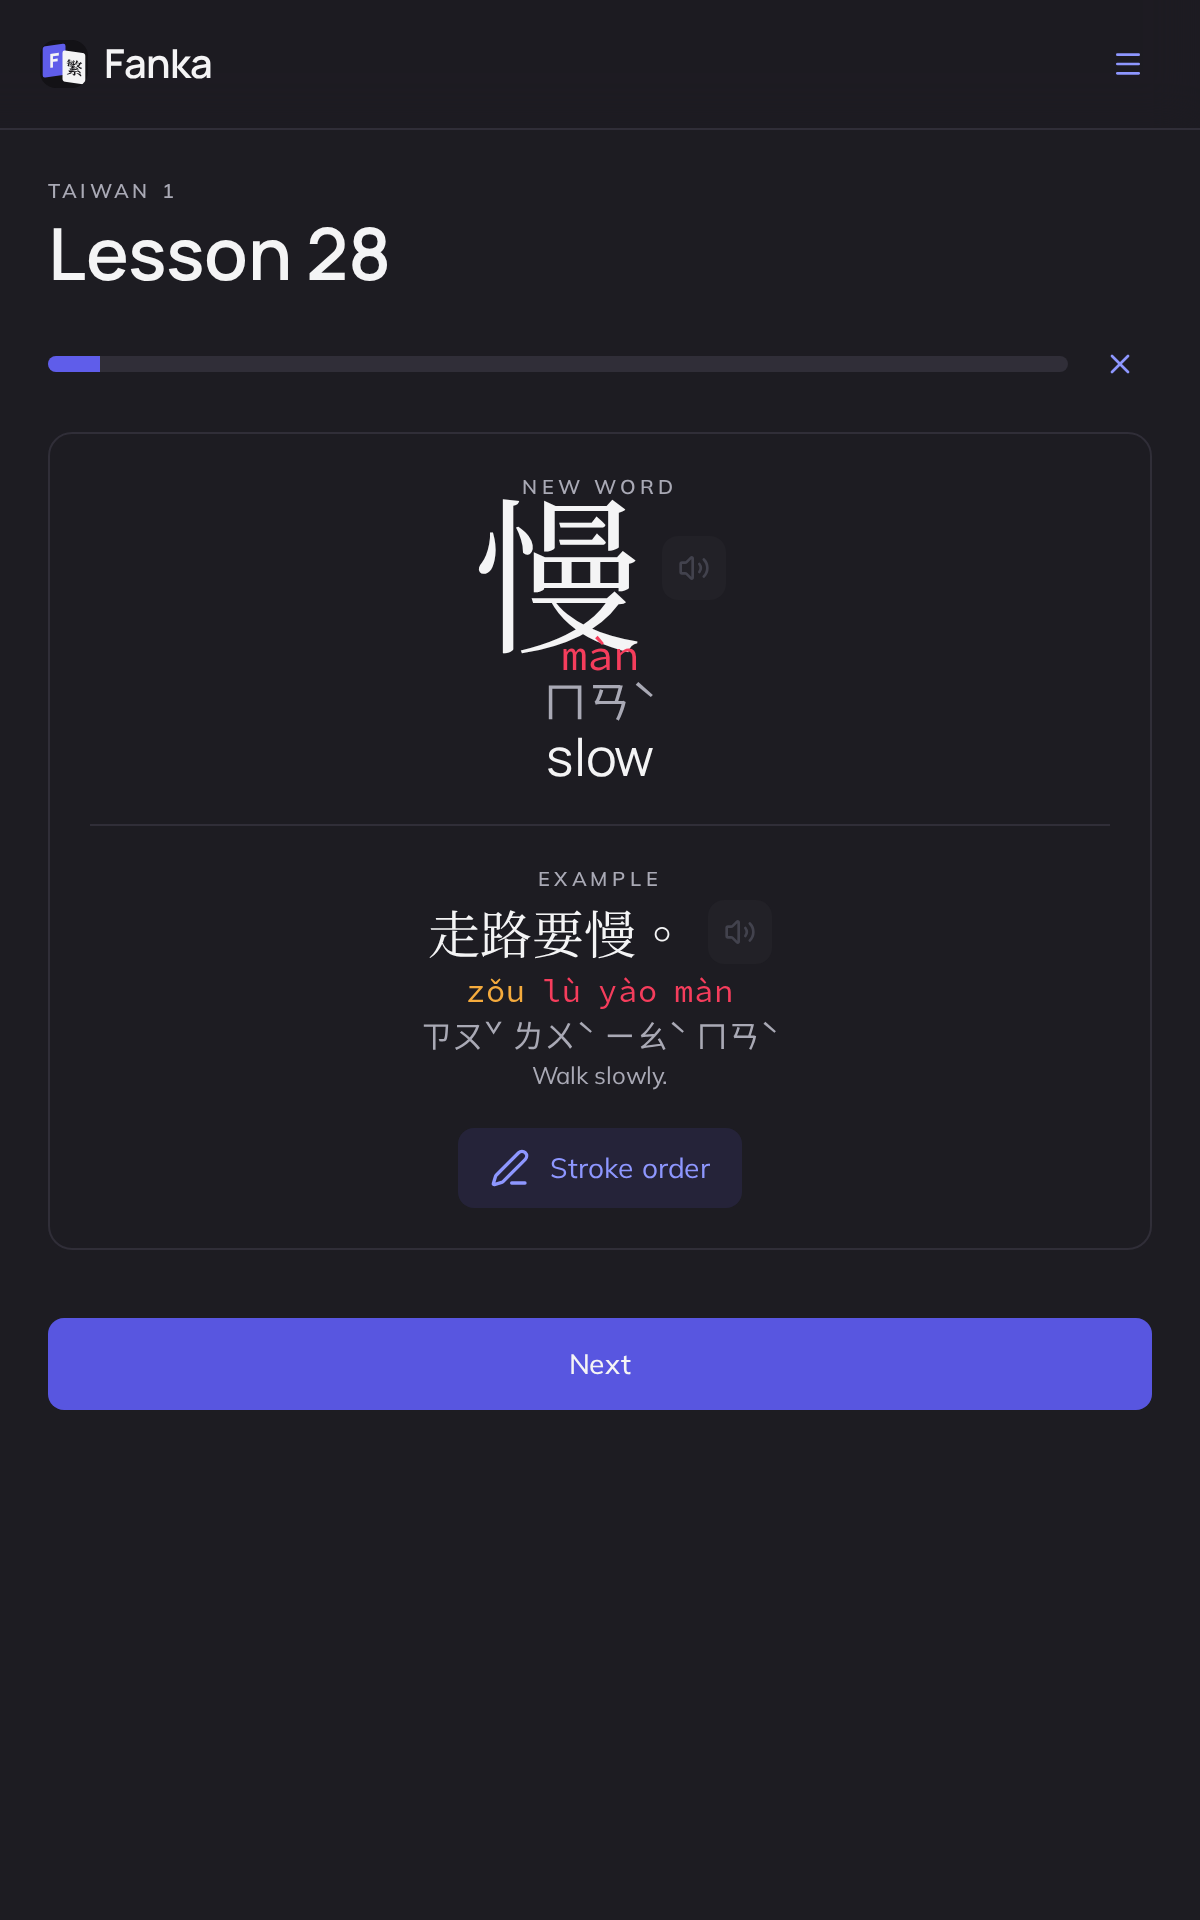 F 繁 Fanka
TAIWAN 1
Lesson 28
NEW WORD
慢
màn
ㄇㄢˋ
slow
EXAMPLE
走路要慢。
zǒu lù yào màn
ㄗㄡˇ ㄌㄨˋ ㄧㄠˋ ㄇㄢˋ
Walk slowly.
Stroke order
Next